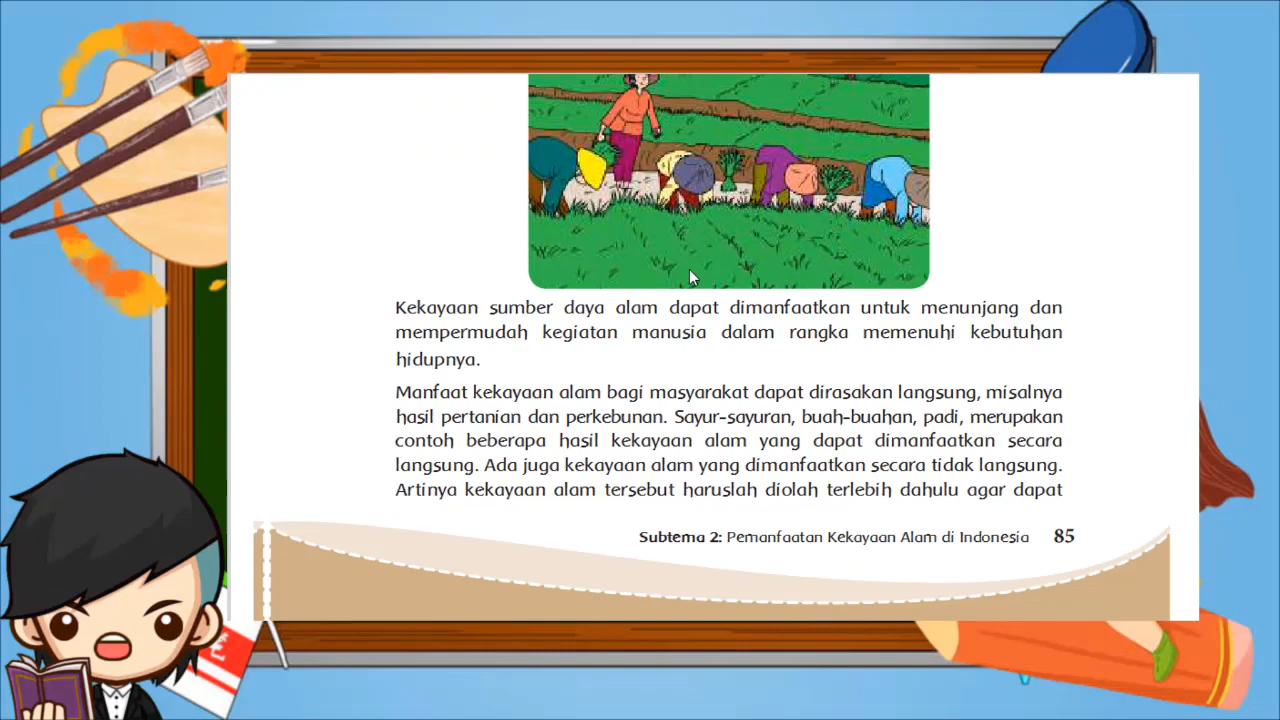 Kekayaan sumber daya alam dapat dimanfaatkan untuk menunjang dan
mempermudah kegiatan manusia dalam rangka memenuhi kebutuhan
hidupnya.
Manfaat kekayaan alam bagi masyarakat dapat dirasakan langsung, misalnya
hasil pertanian dan perkebunan. Sayur-sayuran, buah-buahan, padi, merupakan
contoh beberapa hasil kekayaan alam yang dapat dimanfaatkan secara
langsung. Ada juga kekayaan alam yang dimanfaatkan secara tidak langsung.
Artinya kekayaan alam tersebut haruslah diolah terlebih dahulu agar dapat
Subtema 2: Pemanfaatan Kekayaan Alam di Indonesia 85